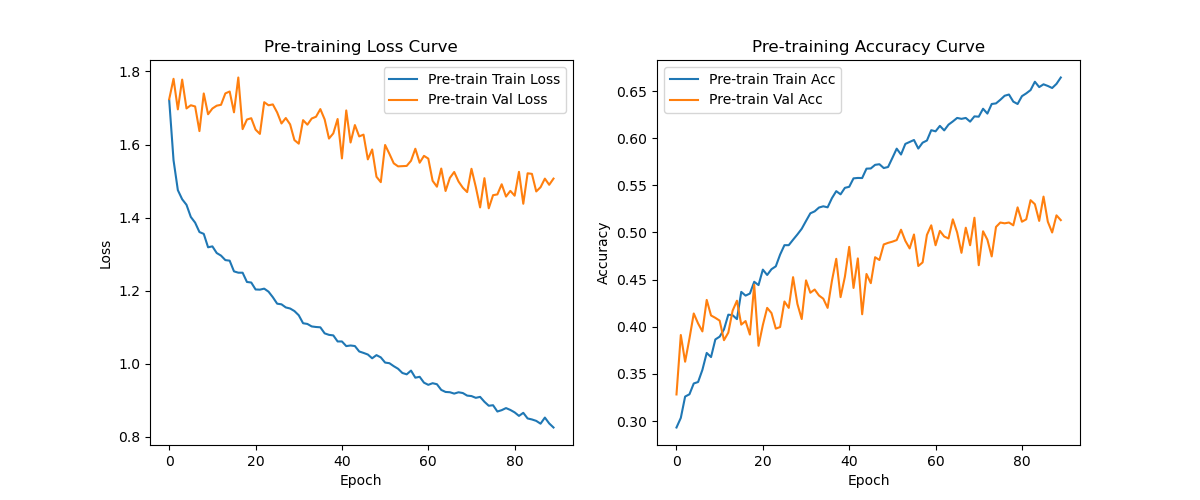 Pre-training Loss Curve
Pre-train Train Loss
Pre-train Val Loss
Loss
1.8
1.6
1.4
1.2
1.0
0.8
0 20 40 60 80
Epoch
Pre-training Accuracy Curve
Pre-train Train Acc
Pre-train Val Acc
Accuracy
0.65
0.60
0.55
0.50
0.45
0.40
0.35
0.30
0 20 40 60 80
Epoch